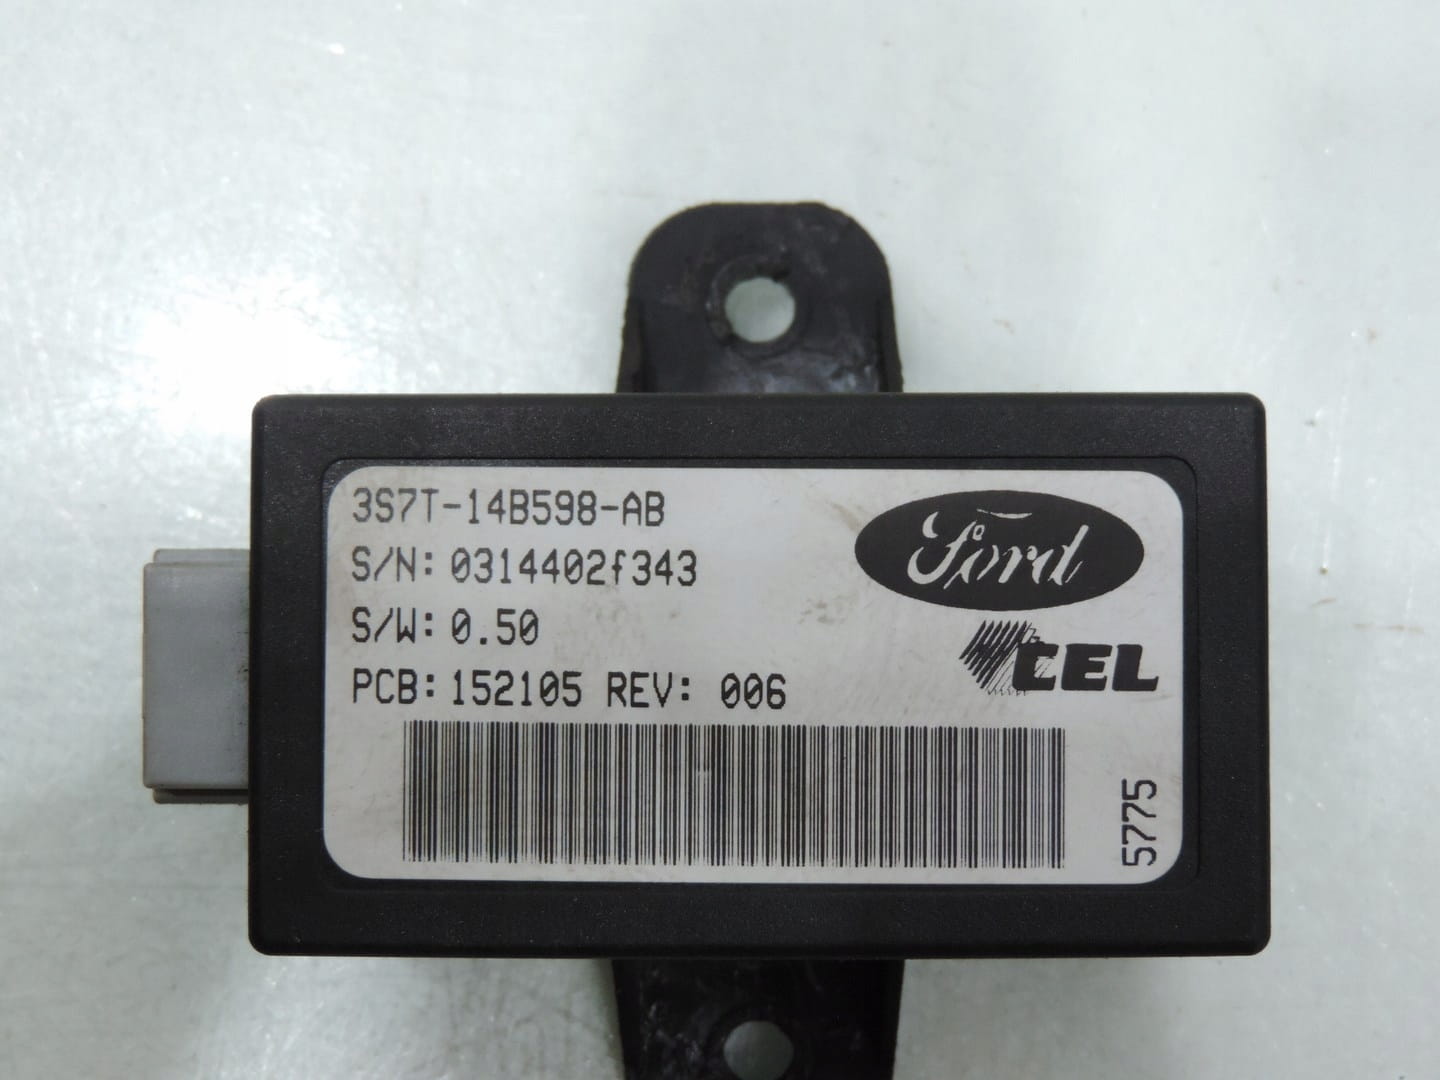 3S7T-14B598-AB
S/N: 0314402f343
S/W: 0.50
PCB: 152105 REV: 006
Ford
CEL
5775